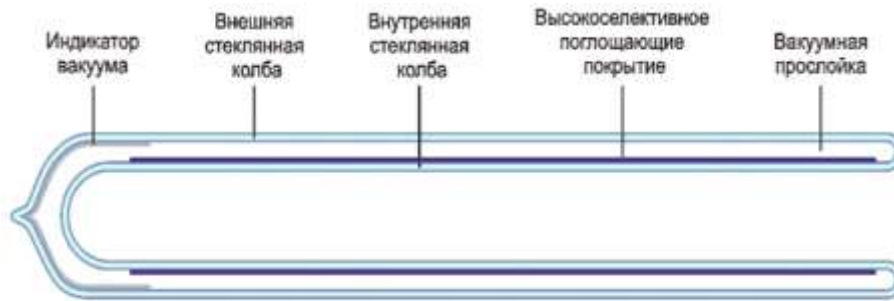 Индикатор
вакуума
Внешняя
стеклянная
колба
Внутренняя
стеклянная
колба
Высокоселективное
поглощающие
покрытие
Вакуумная
прослойка